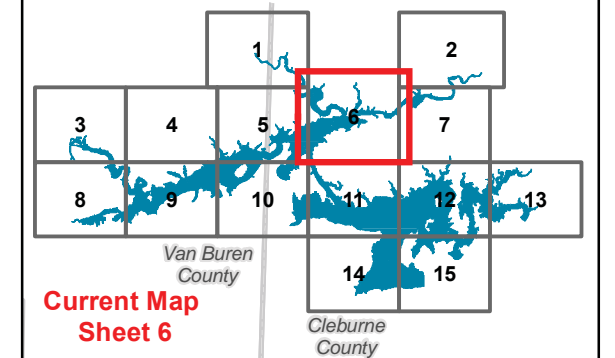 1 2
3 4 5 6 7
8 9 10 11 12 13
Van Buren
County
14 15
Current Map
Sheet 6
Cleburne
County